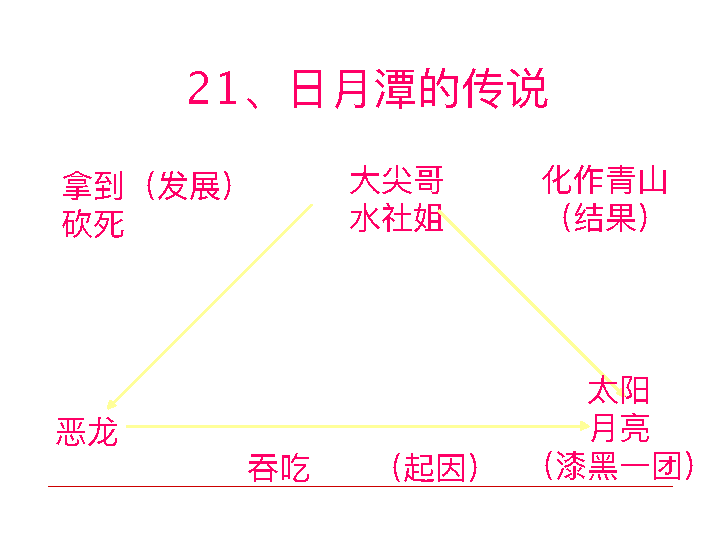 21、日月潭的传说
拿到（发展）
砍死
大尖哥
水社姐
化作青山
（结果）
恶龙
吞吃
（起因）
太阳
月亮
（漆黑一团）